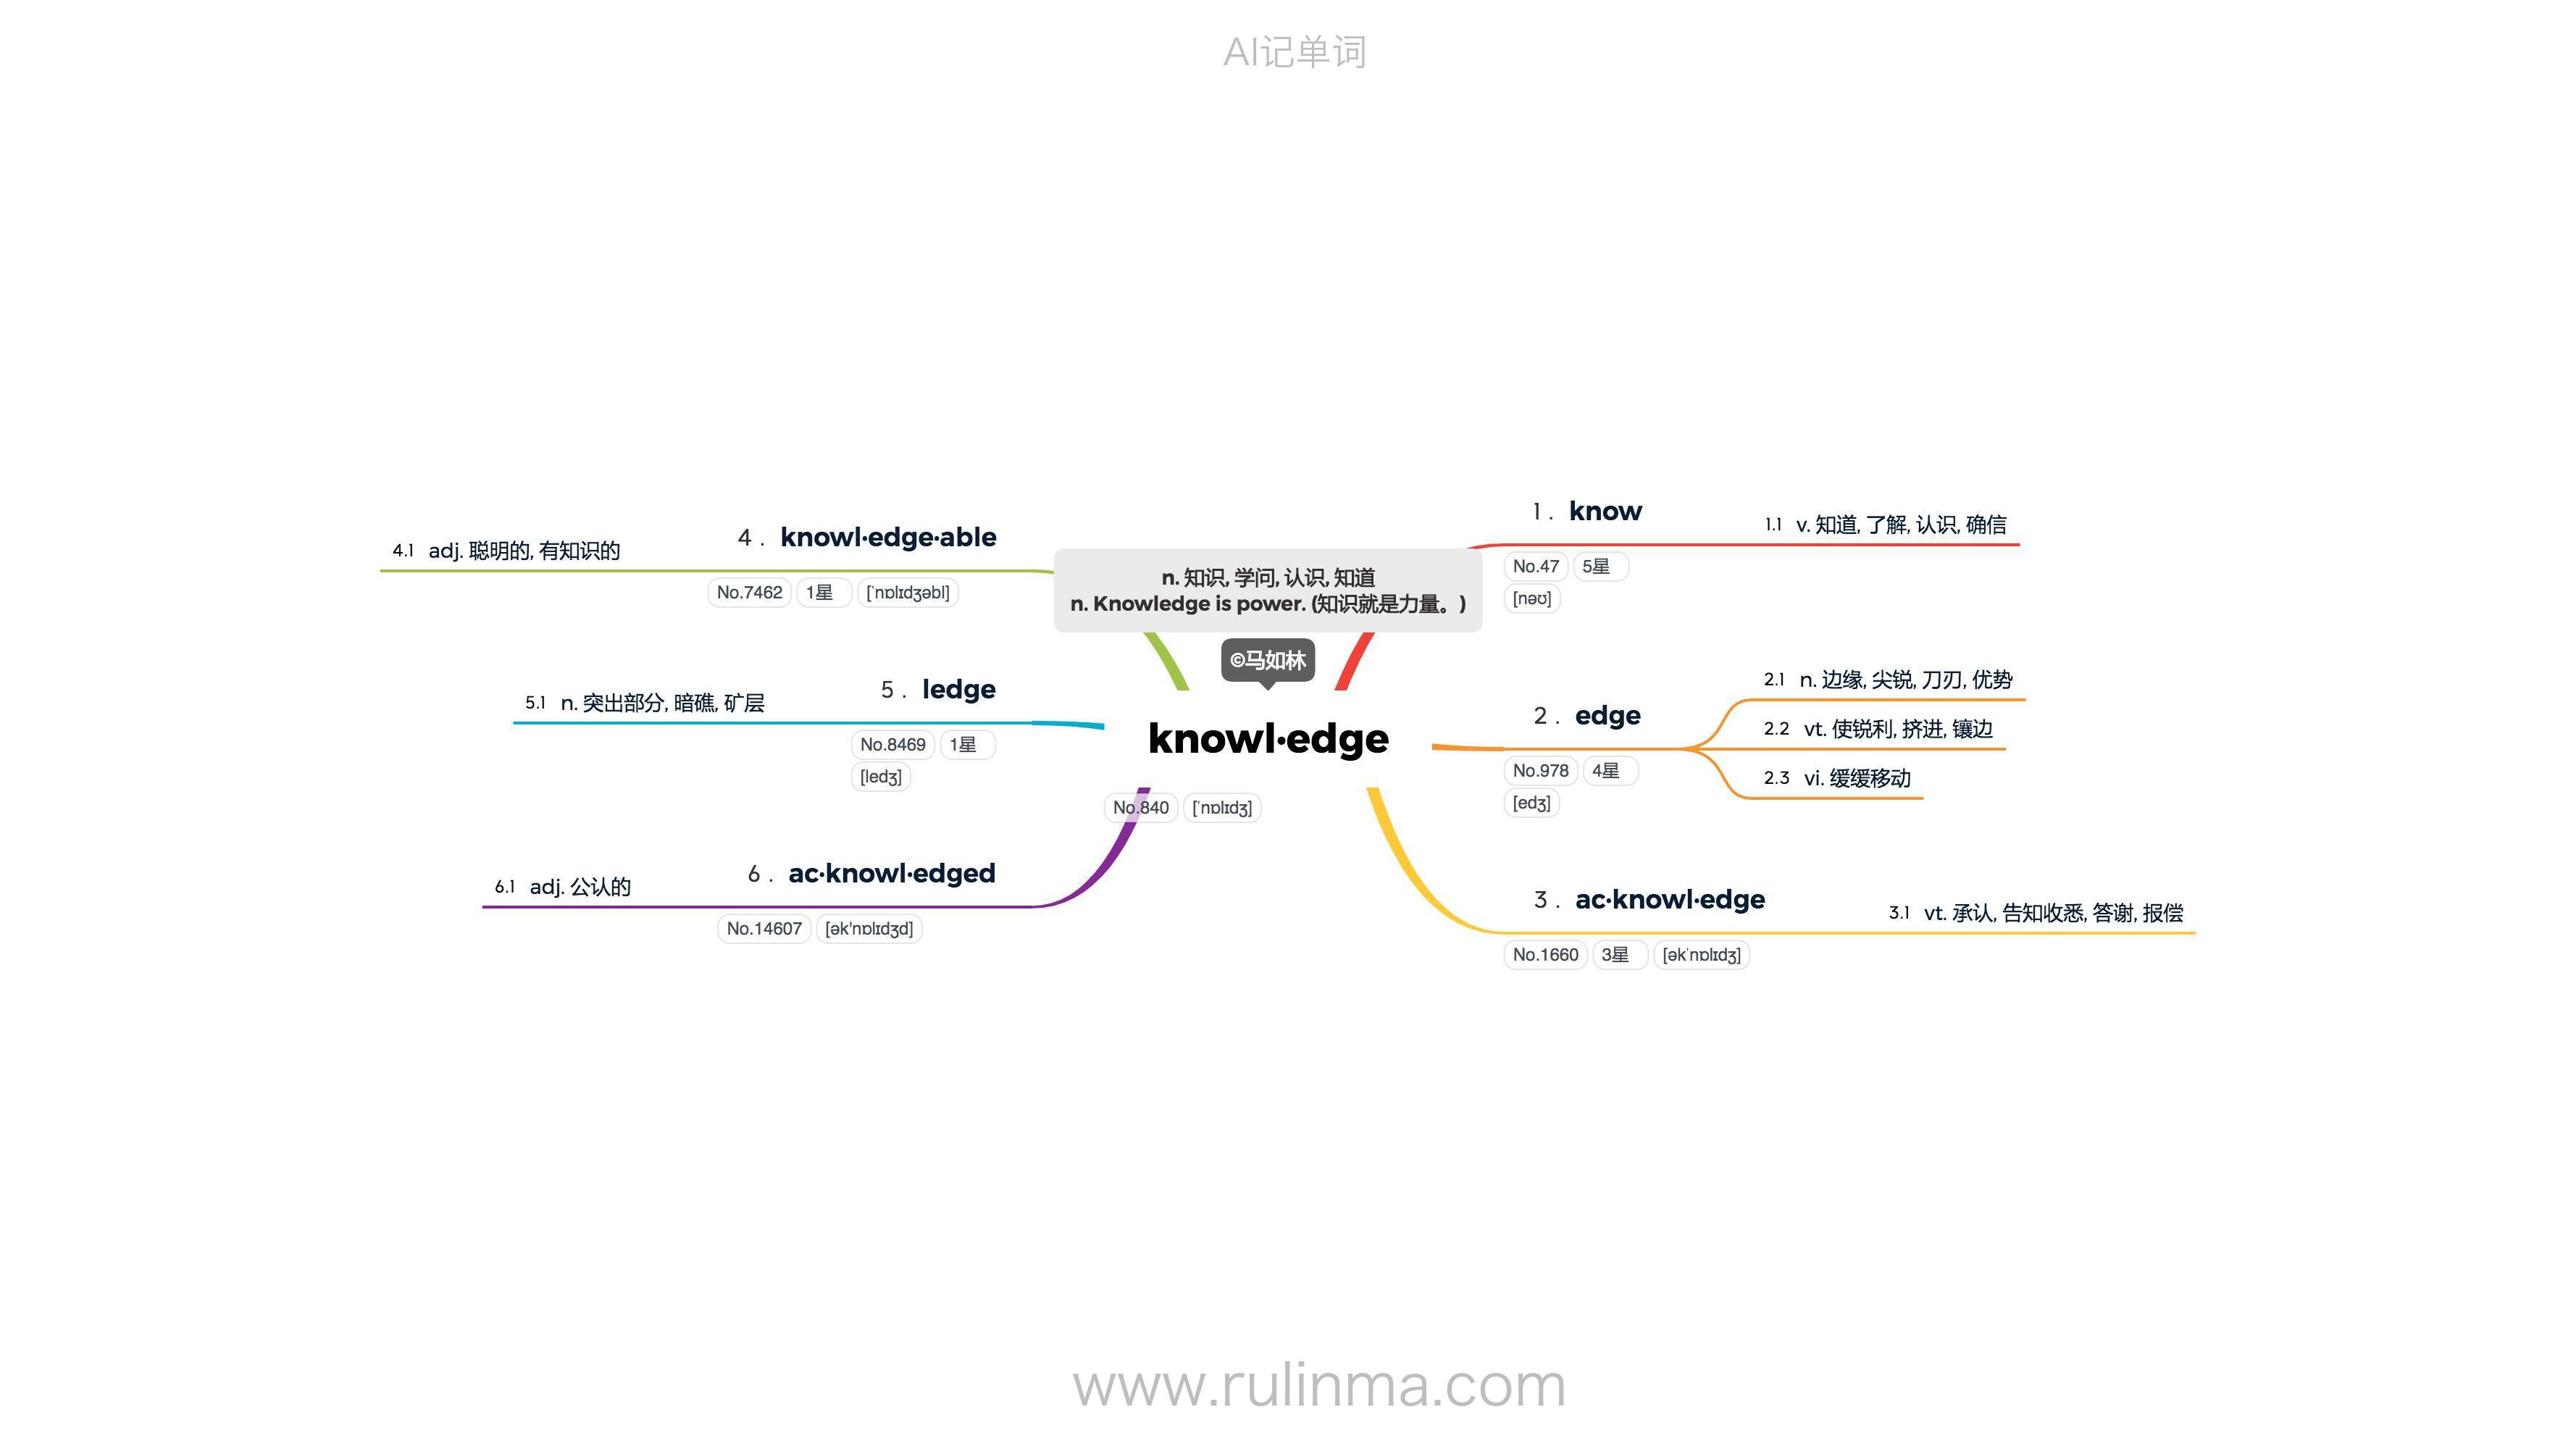 AI记单词
n. 知识, 学问, 认识, 知道
n. Knowledge is power. (知识就是力量。)
©马如林
knowl·edge
No.840 [ˈnɒlɪdʒ]
1 . know
No.47 5星
[nəʊ]
1.1 v. 知道, 了解, 认识, 确信
2 . edge
No.978 4星
[edʒ]
2.1 n. 边缘, 尖锐, 刀刃, 优势
2.2 vt. 使锐利, 挤进, 镶边
2.3 vi. 缓缓移动
3 . ac·knowl·edge
No.1660 3星 [əkˈnɒlɪdʒ]
3.1 vt. 承认, 告知收悉, 答谢, 报偿
4 . knowl·edge·able
No.7462 1星 [ˈnɒlɪdʒəbl]
4.1 adj. 聪明的, 有知识的
5 . ledge
No.8469 1星
[ledʒ]
5.1 n. 突出部分, 暗礁, 矿层
6 . ac·knowl·edged
No.14607 [ək'nɒlɪdʒd]
6.1 adj. 公认的
www.rulinma.com